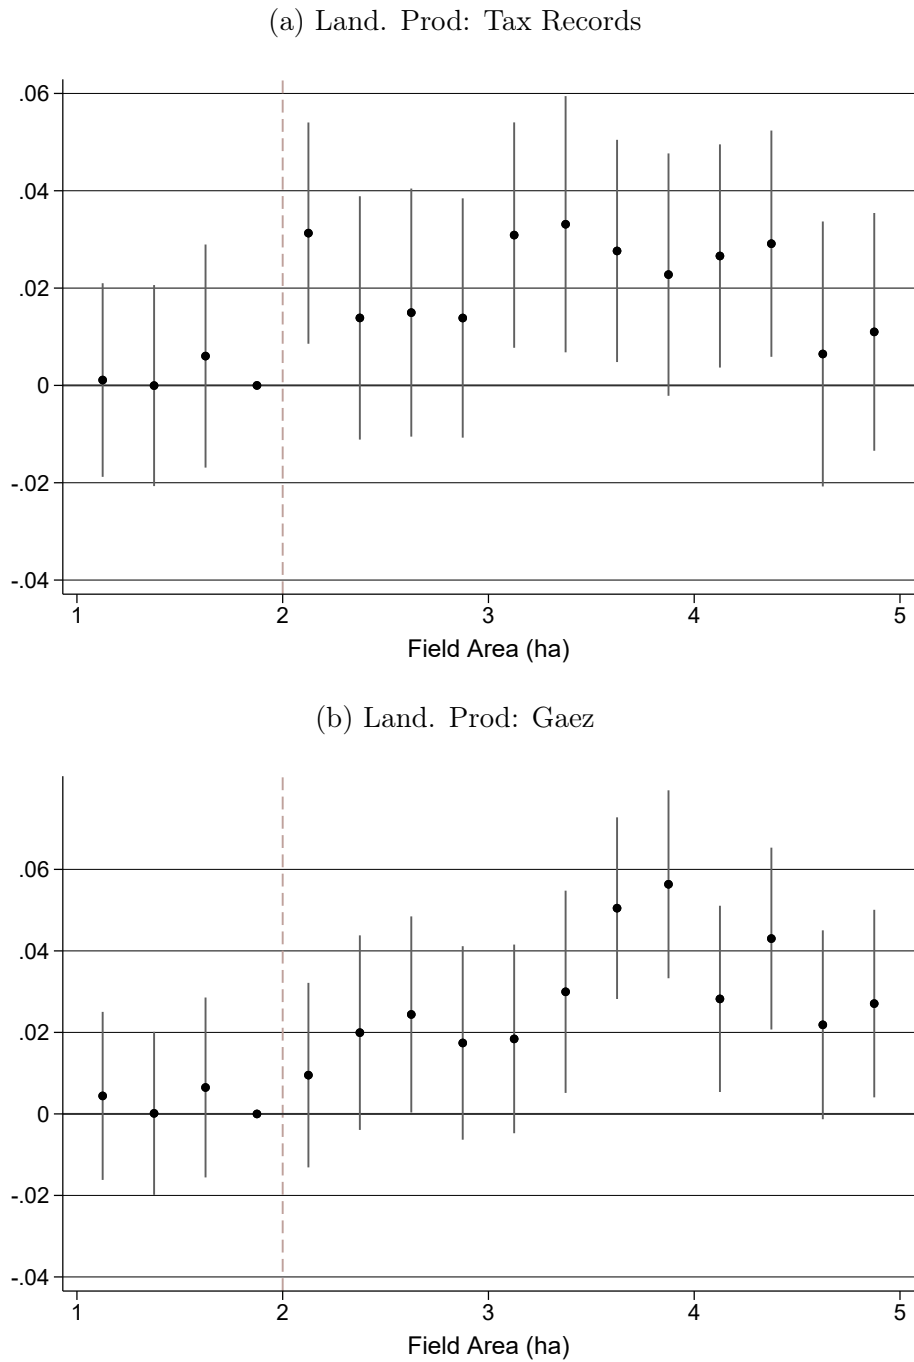 (a) Land. Prod: Tax Records
.06
.04
.02
0
-.02
-.04
1 2 3 4 5
Field Area (ha)
(b) Land. Prod: Gaez
.06
.04
.02
0
-.02
-.04
1 2 3 4 5
Field Area (ha)